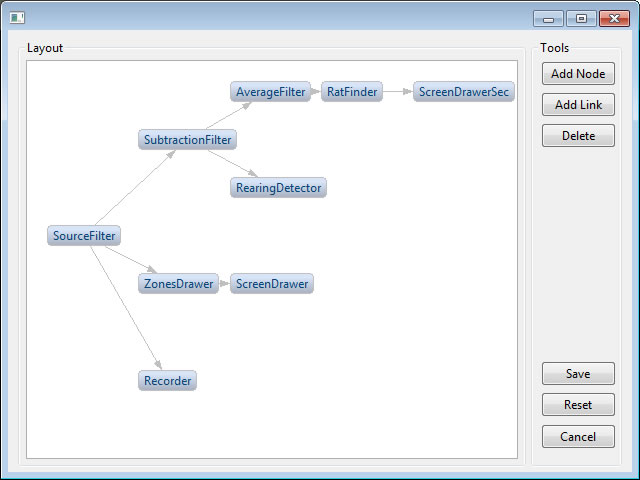 Layout
Tools
AverageFilter
RatFinder
ScreenDrawerSec
SubtractionFilter
RearingDetector
SourceFilter
ZonesDrawer
ScreenDrawer
Recorder
Add Node
Add Link
Delete
Save
Reset
Cancel